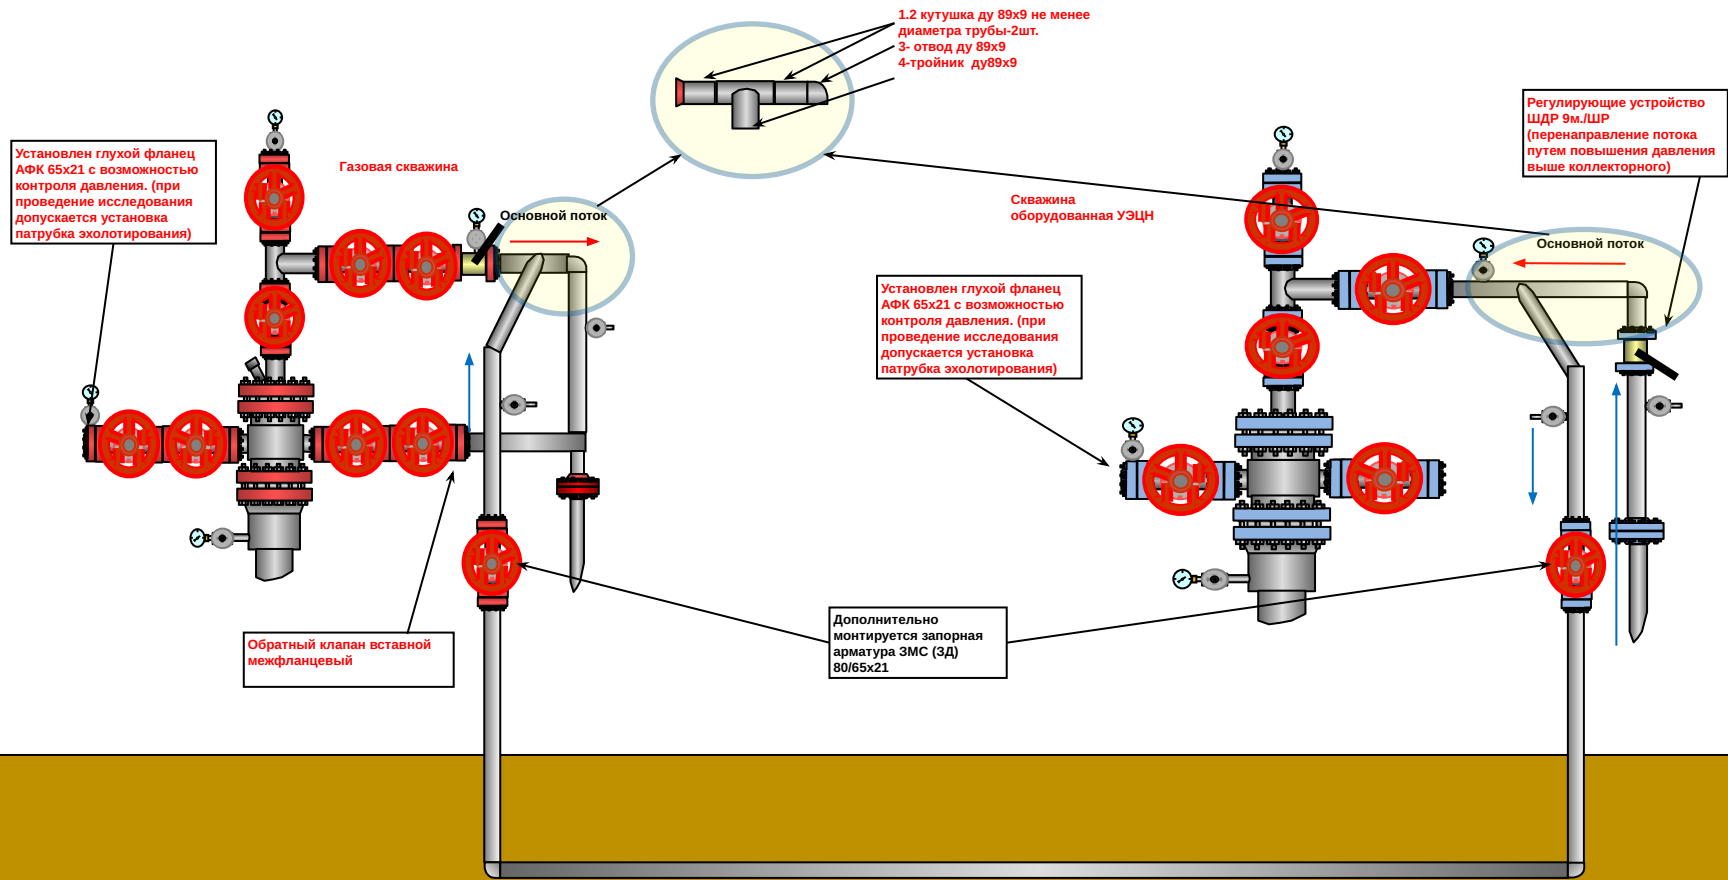 1.2 кутушка ду 89х9 не менее
диаметра трубы-2шт.
3- отвод ду 89х9
4-тройник  ду89х9
Регулирующие устройство
ШДР 9м./ШР
(перенаправление потока
путем повышения давления
выше коллекторного)
Установлен глухой фланец
АФК 65х21 с возможностью
контроля давления. (при
проведение исследования
допускается установка
патрубка эхолотирования)
Газовая скважина
Скважина
оборудованная УЭЦН
Основной поток
Основной поток
Установлен глухой фланец
АФК 65х21 с возможностью
контроля давления. (при
проведение исследования
допускается установка
патрубка эхолотирования)
Обратный клапан вставной
межфланцевый
Дополнительно
монтируется запорная
арматура ЗМС (ЗД)
80/65х21